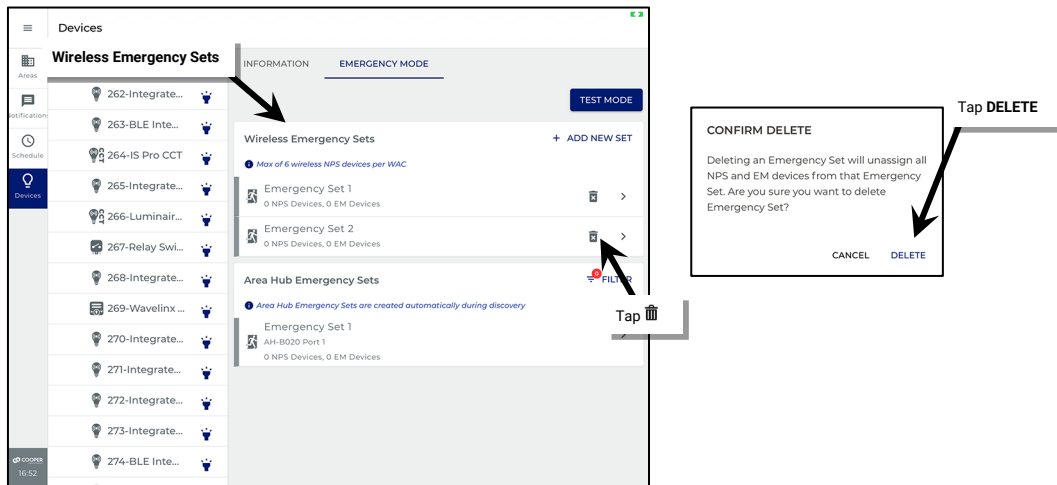 Devices
Wireless Emergency Sets
INFORMATION
EMERGENCY MODE
Areas
Notifications
Schedule
Devices
262-Integrate...
263-BLE Inte...
264-IS Pro CCT
265-Integrate...
266-Luminair...
267-Relay Swi...
268-Integrate...
269-Wavelinx ...
270-Integrate...
271-Integrate...
272-Integrate...
273-Integrate...
274-BLE Inte...
COOPER
16:52
TEST MODE
Wireless Emergency Sets
+ ADD NEW SET
Max of 6 wireless NPS devices per WAC
Emergency Set 1
0 NPS Devices, 0 EM Devices
Emergency Set 2
0 NPS Devices, 0 EM Devices
Area Hub Emergency Sets
0
FILTER
Area Hub Emergency Sets are created automatically during discovery
Emergency Set 1
AH-B020 Port 1
0 NPS Devices, 0 EM Devices
Tap
CONFIRM DELETE
Deleting an Emergency Set will unassign all
NPS and EM devices from that Emergency
Set. Are you sure you want to delete
Emergency Set?
CANCEL
DELETE
Tap DELETE